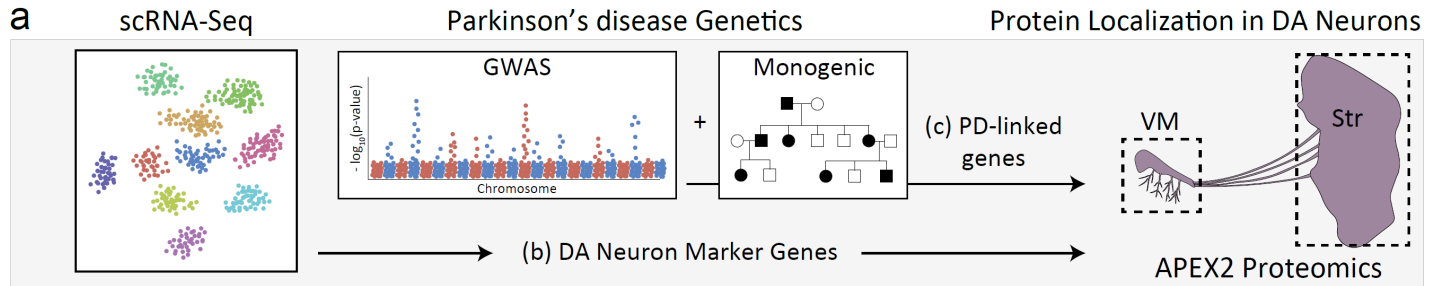 a
scRNA-Seq
Parkinson’s disease Genetics
Protein Localization in DA Neurons
GWAS
- log10(p-value)
Chromosome
+
Monogenic
(c) PD-linked
genes
VM
Str
(b) DA Neuron Marker Genes
APEX2 Proteomics